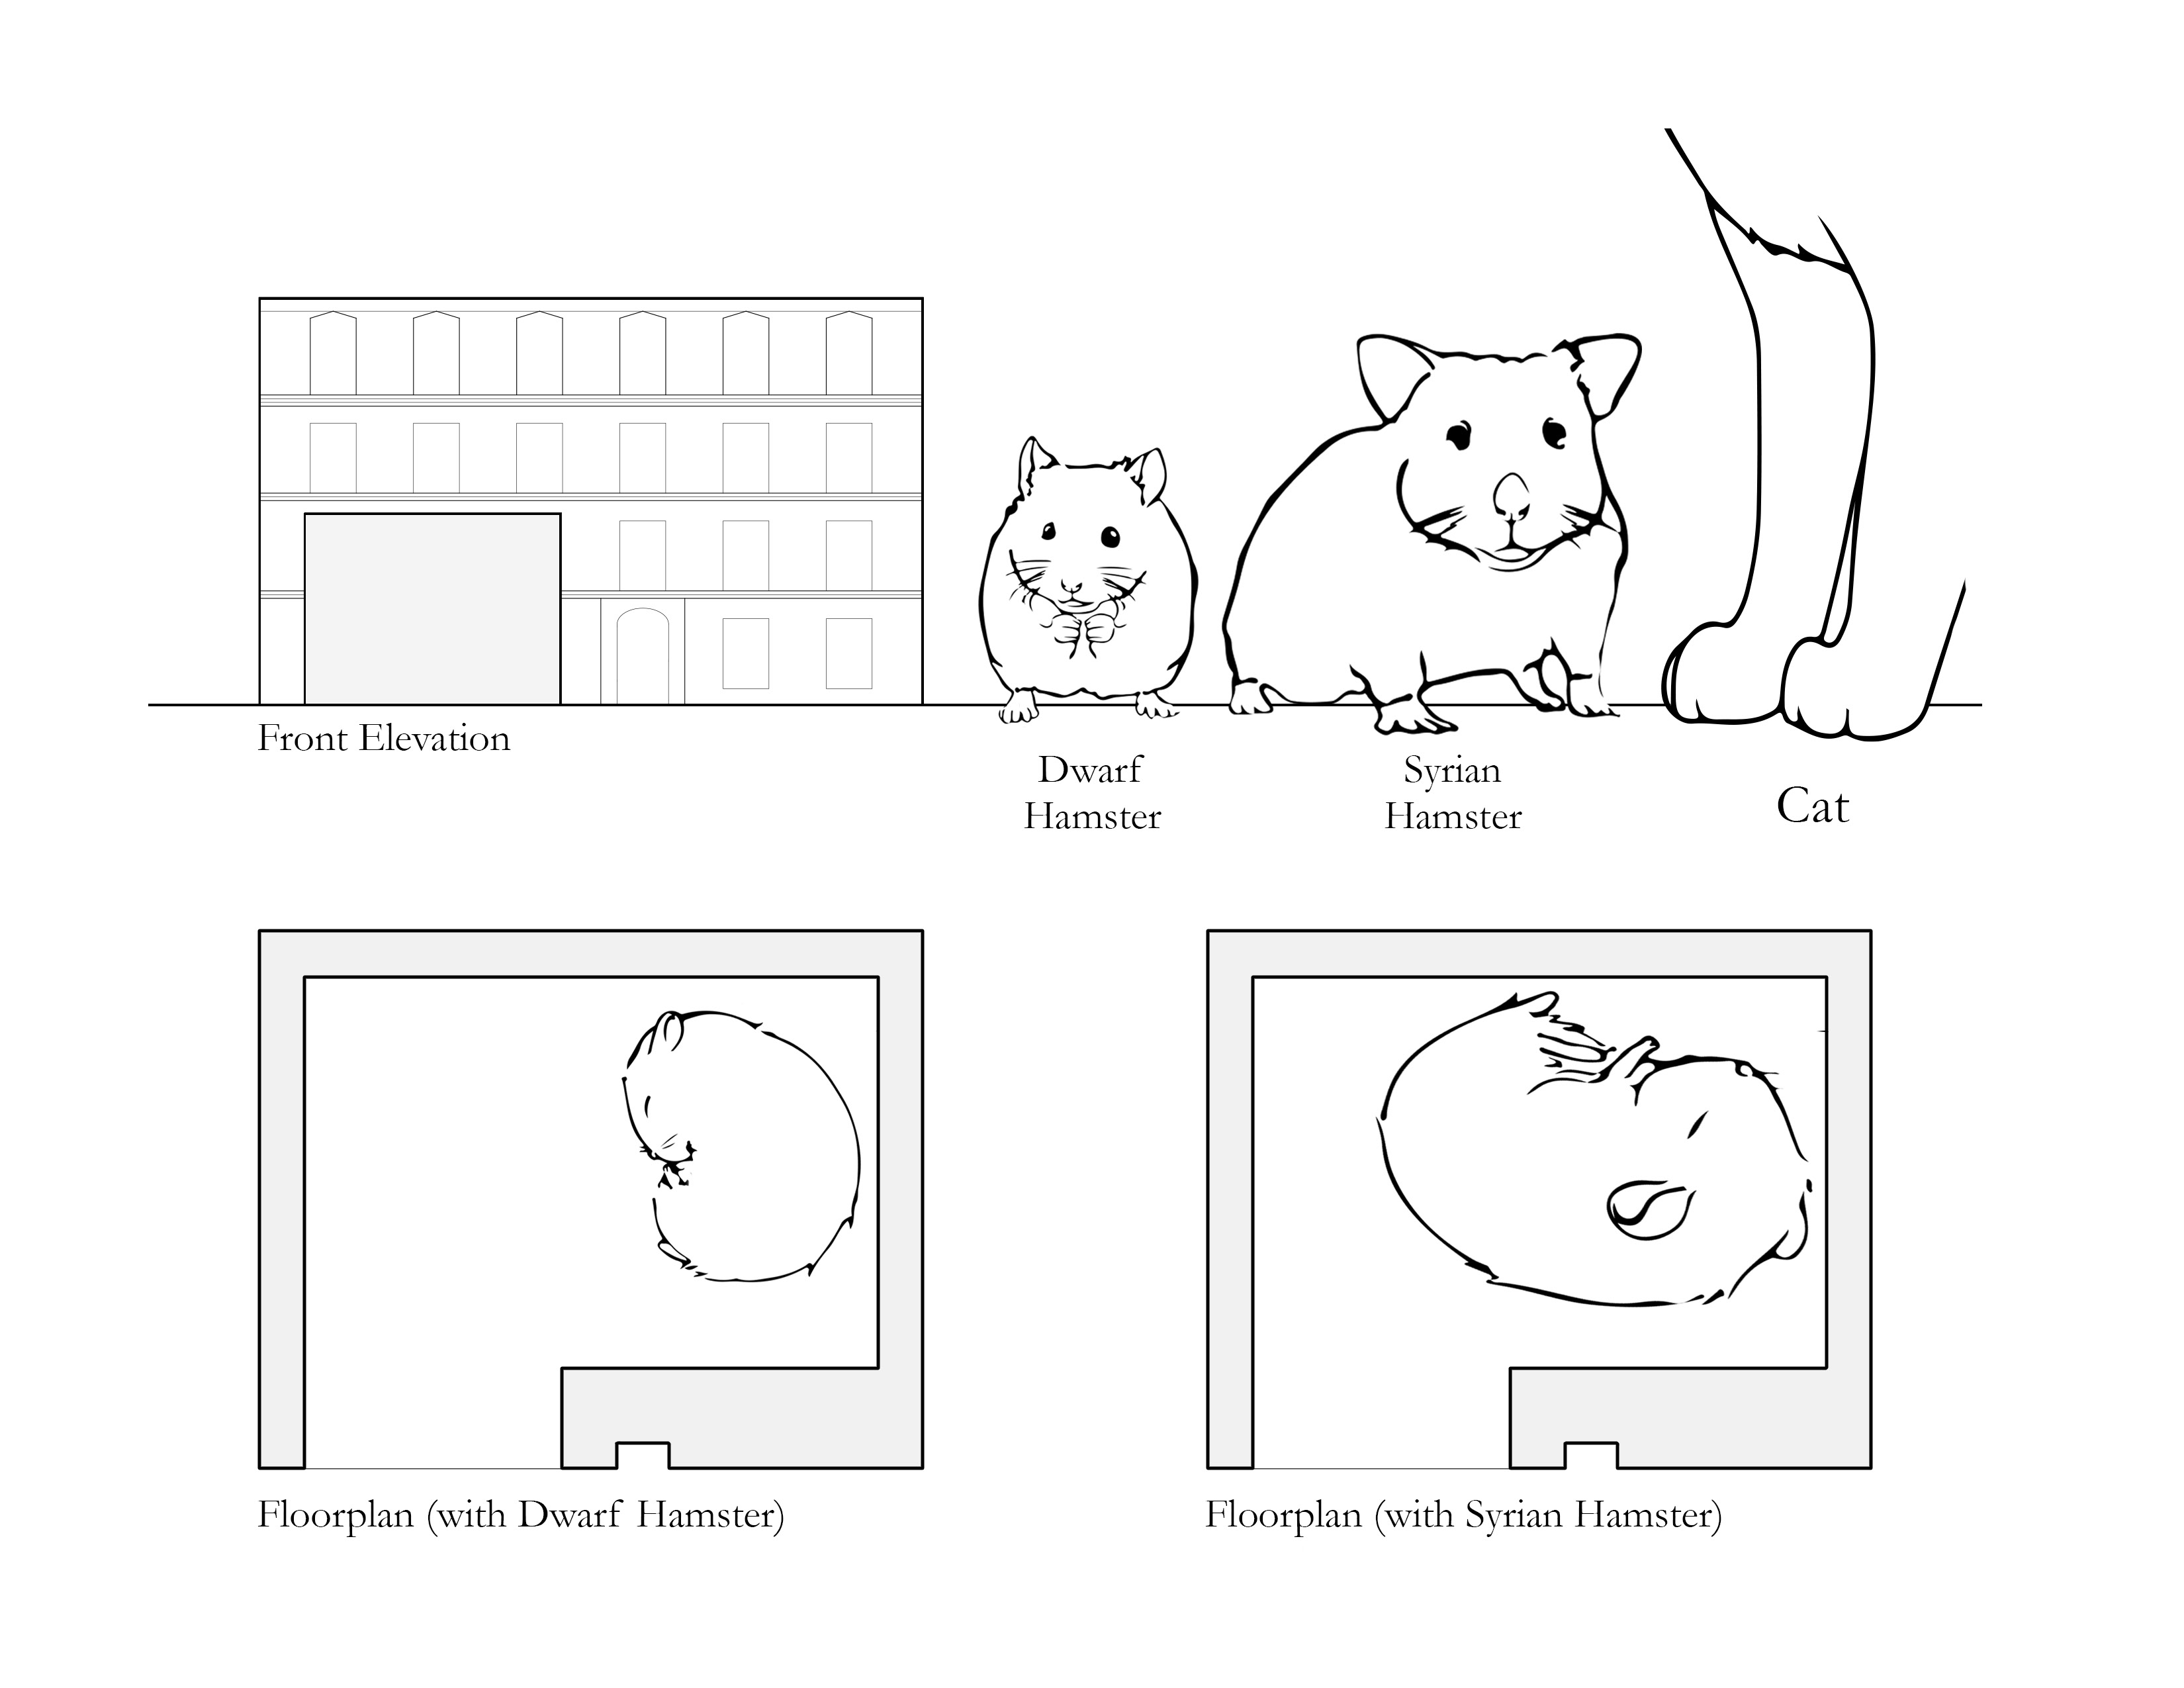 Front Elevation
Dwarf
Hamster
Syrian
Hamster
Cat
Floorplan (with Dwarf Hamster)
Floorplan (with Syrian Hamster)